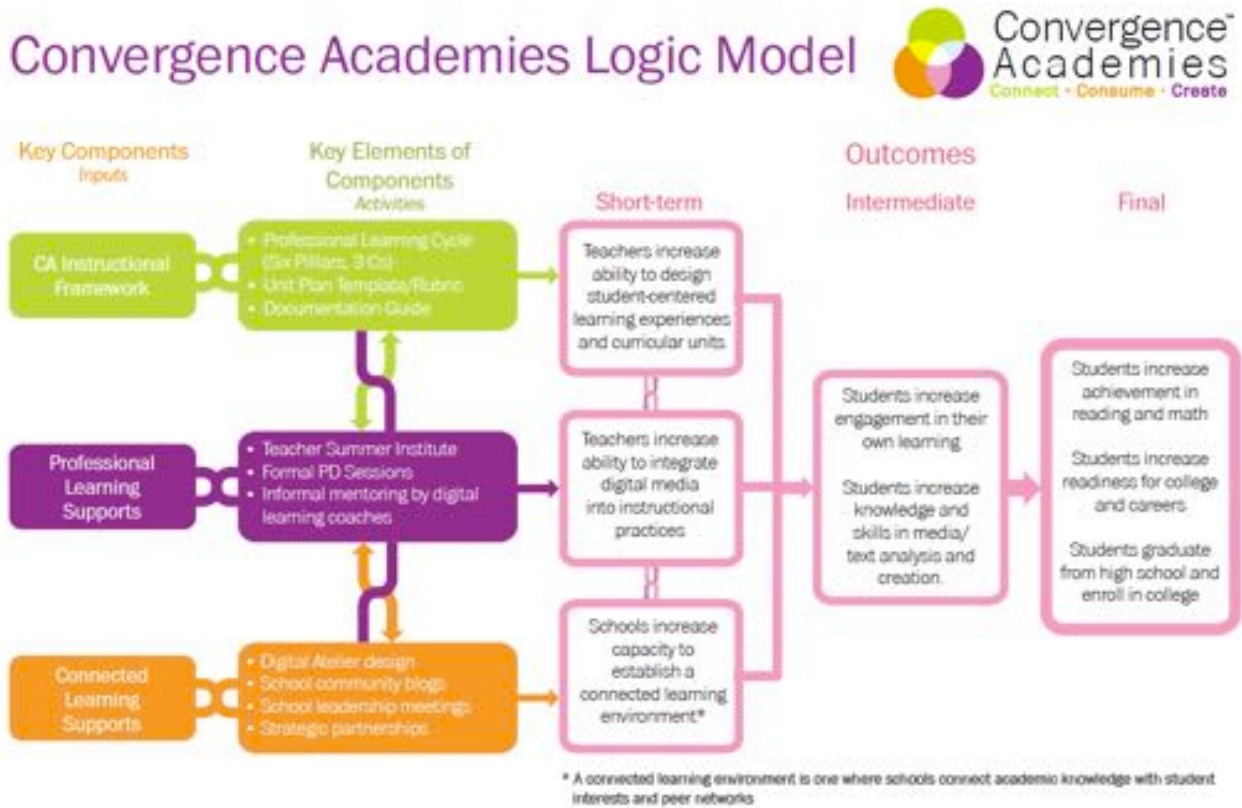 Convergence Academies Logic Model
Convergence™
Academies
Connect • Consume • Create
Key Components
Inputs
Key Elements of
Components
Activities
Outcomes
Short-term
Intermediate
Final
CA Instructional
Framework
• Professional Learning Cycle
(Six Pillars, 3 Cs)
• Unit Plan Template/Rubric
• Documentation Guide
Teachers increase
ability to design
student-centered
learning experiences
and curricular units
Professional
Learning
Supports
• Teacher Summer Institute
• Formal PD Sessions
• Informal mentoring by digital
learning coaches
Teachers increase
ability to integrate
digital media
into instructional
practices
Connected
Learning
Supports
• Digital Atelier design
• School community blogs
• School leadership meetings
• Strategic partnerships
Schools increase
capacity to
establish a
connected learning
environment*
Students increase
engagement in their
own learning
Students increase
knowledge and
skills in media/
text analysis and
creation.
Students increase
achievement in
reading and math
Students increase
readiness for college
and careers
Students graduate
from high school and
enroll in college
* A connected learning environment is one where schools connect academic knowledge with student
interests and peer networks